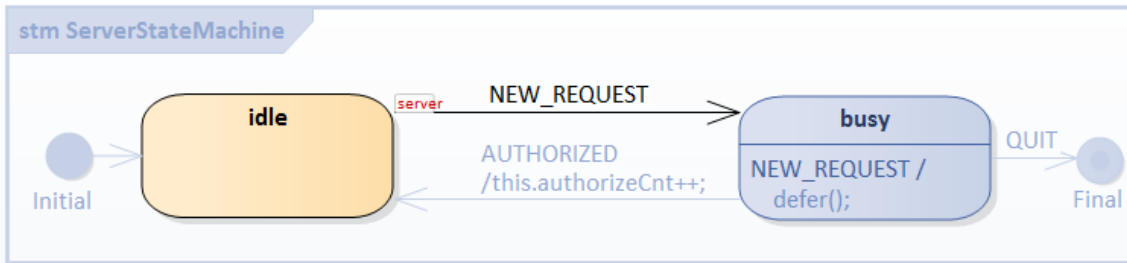 stm ServerStateMachine
idle
server
NEW_REQUEST
busy
AUTHORIZED
/this.authorizeCnt++;
NEW_REQUEST /
defer();
QUIT
Initial
Final